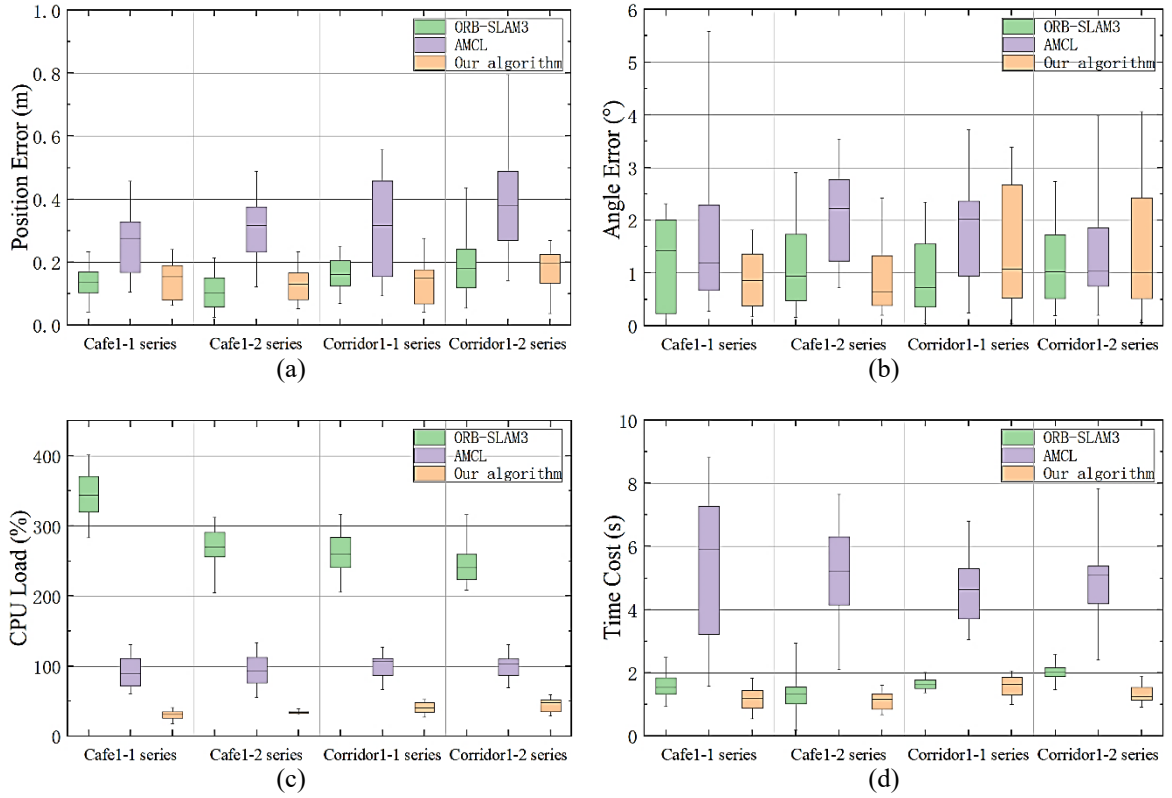 Position Error (m)
1.0
0.8
0.6
0.4
0.2
0.0
ORB-SLAM3
AMCL
Our algorithm
Cafe1-1 series
Cafe1-2 series
Corridor1-1 series
Corridor1-2 series
(a)
Angle Error (°)
6
5
4
3
2
1
0
ORB-SLAM3
AMCL
Our algorithm
Cafe1-1 series
Cafe1-2 series
Corridor1-1 series
Corridor1-2 series
(b)
CPU Load (%)
400
300
200
100
0
ORB-SLAM3
AMCL
Our algorithm
Cafe1-1 series
Cafe1-2 series
Corridor1-1 series
Corridor1-2 series
(c)
Time Cost (s)
10
8
6
4
2
0
ORB-SLAM3
AMCL
Our algorithm
Cafe1-1 series
Cafe1-2 series
Corridor1-1 series
Corridor1-2 series
(d)